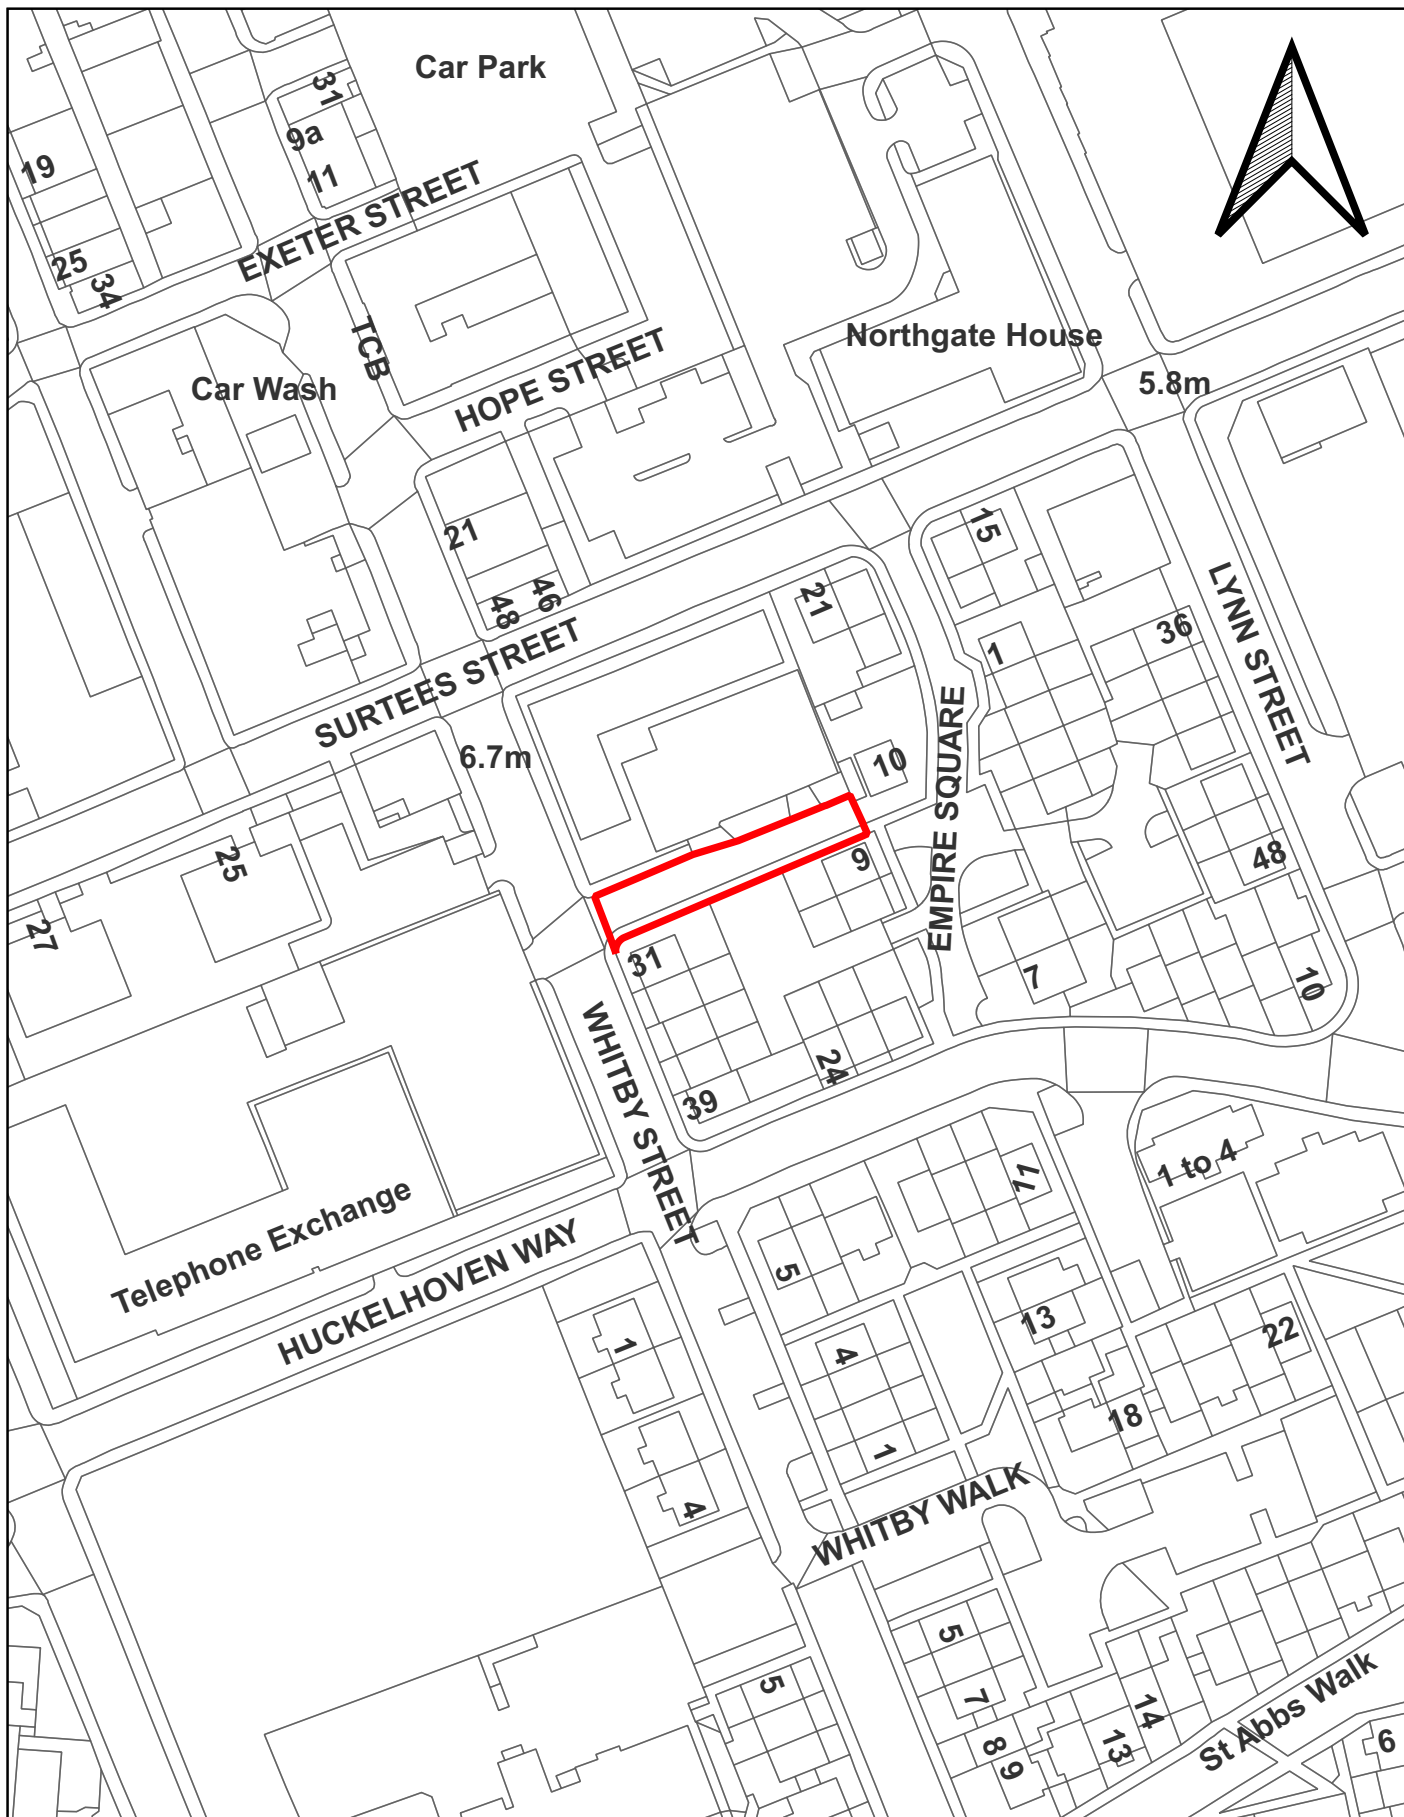 Car Park
31
9a
11
19
EXETER STREET
25
34
TCB
Northgate House
HOPE STREET
5.8m
Car Wash
21
15
46
48
21
LYNN STREET
36
1
SURTEES STREET
6.7m
10
EMPIRE SQUARE
25
9
48
27
31
7
10
WHITBY STREET
24
39
1 to 4
11
Telephone Exchange
HUCKELHOVEN WAY
5
13
22
1
4
18
1
4
WHITBY WALK
5
7
5
14
13
8
9
St Abbs Walk
6